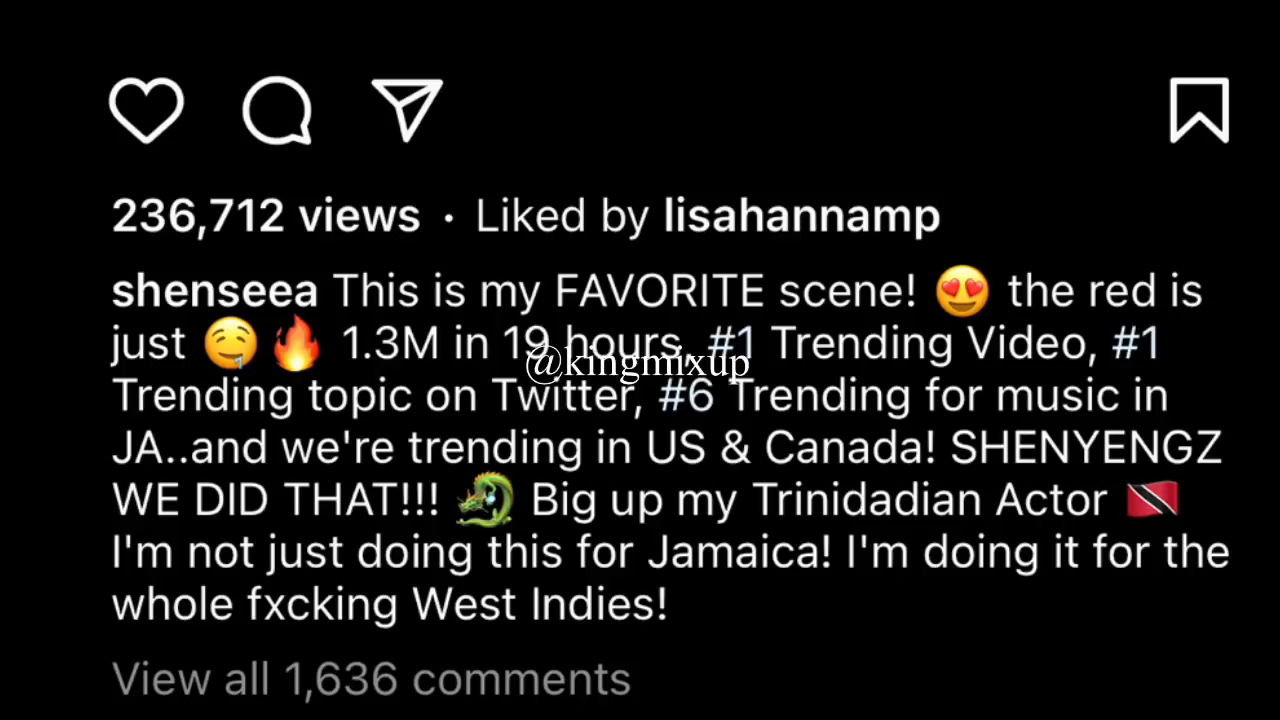 236,712 views · Liked by lisahannamp
shenseea This is my FAVORITE scene! 😍 the red is
just 🤤🔥 1.3M in 19 hours, #1 Trending Video, #1
@kingmixup
Trending topic on Twitter, #6 Trending for music in
JA..and we're trending in US & Canada! SHENYENGZ
WE DID THAT!!! 🐉 Big up my Trinidadian Actor 🇹🇹
I'm not just doing this for Jamaica! I'm doing it for the
whole fxcking West Indies!
View all 1,636 comments